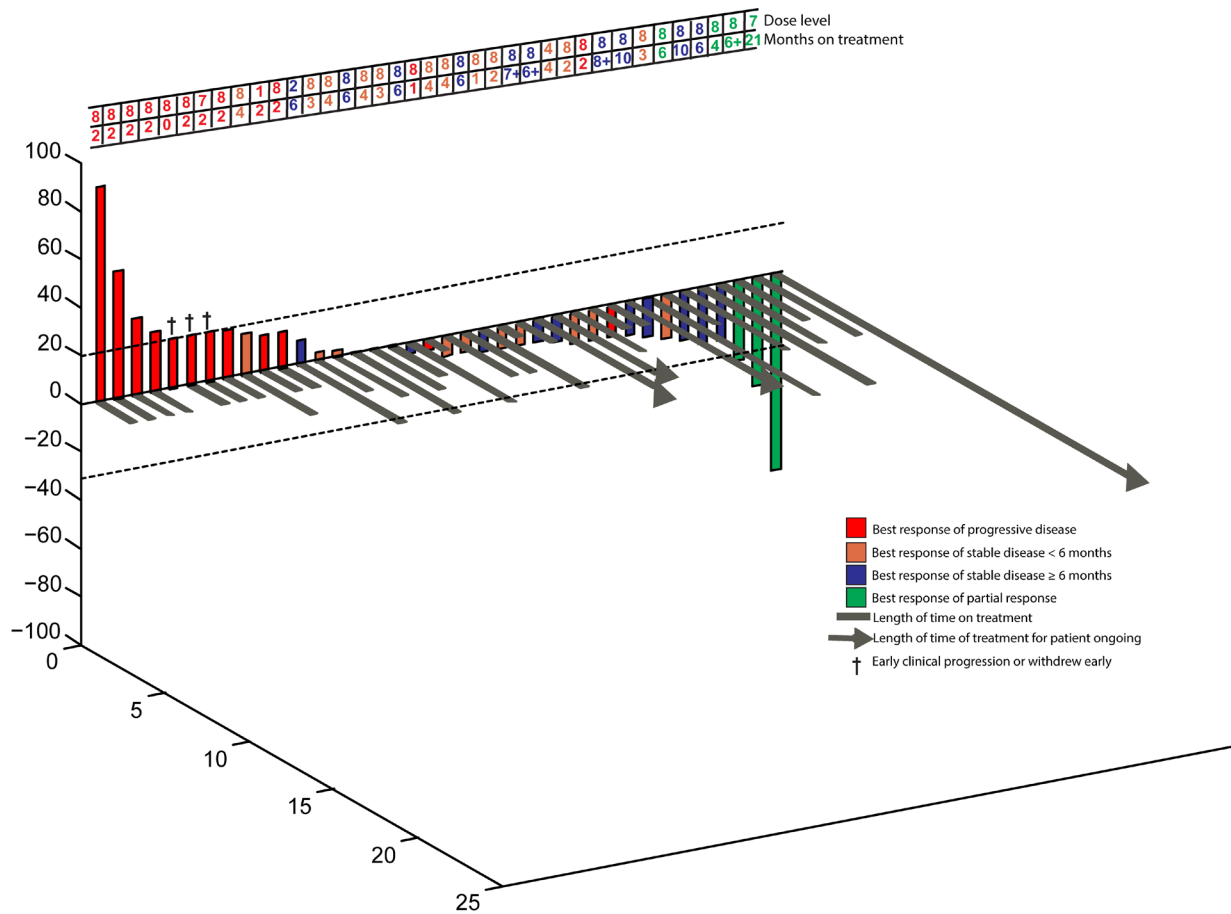 8 8 8 8 8 8 7 8 8 1 8 2 8 8 8 8 8 8 8 8 8 8 8 8 8 8 4 8 8 8 8 8 8 8 8 8 8 7 Dose level
2 2 2 2 0 2 2 2 4 2 2 6 3 4 6 4 3 6 1 4 4 6 1 2 7+ 6+ 4 2 2 8+ 10 3 6 10 6 4 6+ 21 Months on treatment
100
80
60
40
20
0
−20
−40
−60
−80
−100
0
5
10
15
20
25
† † †
Best response of progressive disease
Best response of stable disease < 6 months
Best response of stable disease ≥ 6 months
Best response of partial response
Length of time on treatment
Length of time of treatment for patient ongoing
† Early clinical progression or withdrew early